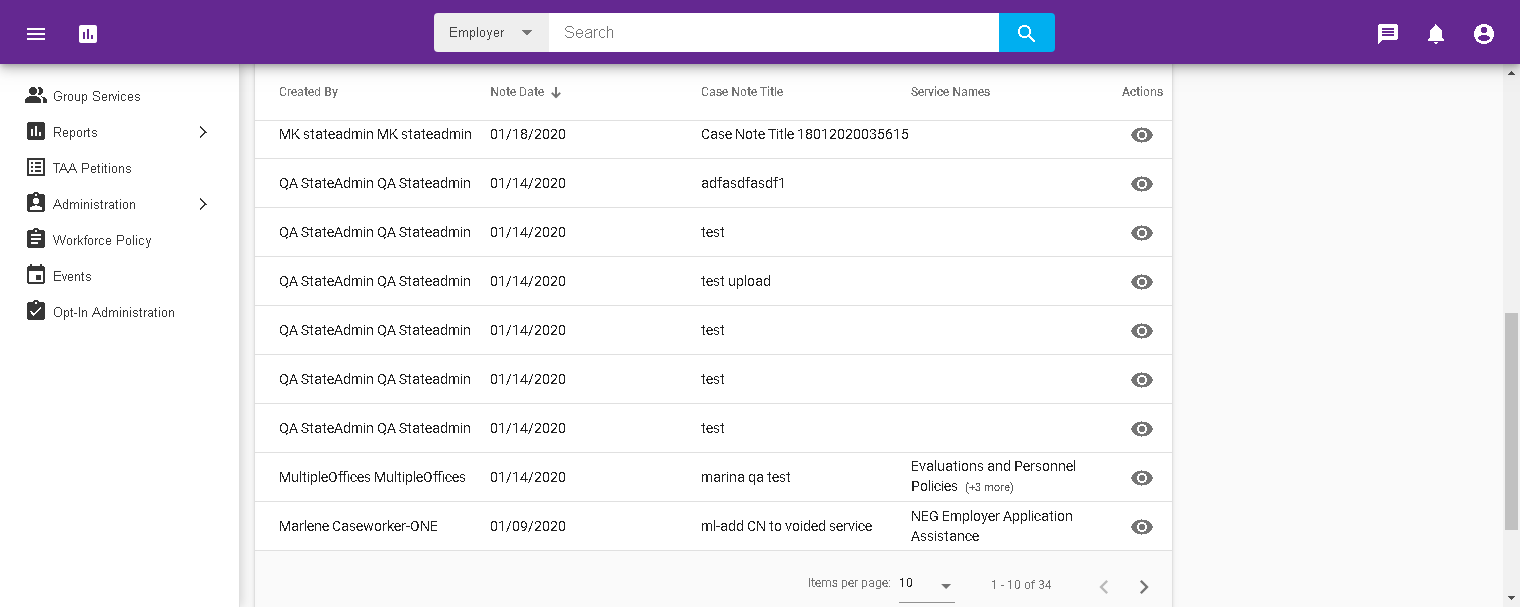 Employer Search
Group Services
Reports
TAA Petitions
Administration
Workforce Policy
Events
Opt-In Administration
Created By Note Date Case Note Title Service Names Actions
MK stateadmin MK stateadmin 01/18/2020 Case Note Title 18012020035615
QA StateAdmin QA Stateadmin 01/14/2020 adfasdfasdf1
QA StateAdmin QA Stateadmin 01/14/2020 test
QA StateAdmin QA Stateadmin 01/14/2020 test upload
QA StateAdmin QA Stateadmin 01/14/2020 test
QA StateAdmin QA Stateadmin 01/14/2020 test
QA StateAdmin QA Stateadmin 01/14/2020 test
MultipleOffices MultipleOffices 01/14/2020 marina qa test Evaluations and Personnel
Policies (+3 more)
Marlene Caseworker-ONE 01/09/2020 ml-add CN to voided service NEG Employer Application
Assistance
Items per page: 10 1 - 10 of 34